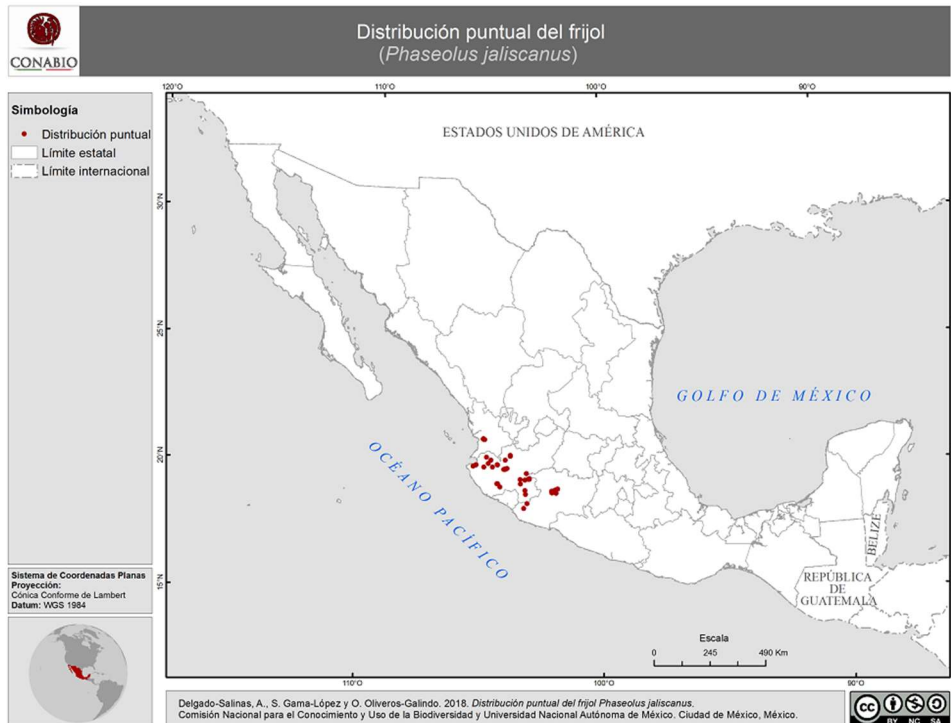 CONABIO
Distribución puntual del frijol
(Phaseolus jaliscanus)
Simbología
Distribución puntual
Límite estatal
Límite internacional
120°O
110°O
100°O
90°O
ESTADOS UNIDOS DE AMÉRICA
30°N
25°N
20°N
15°N
GOLFO DE MÉXICO
OCÉANO PACÍFICO
BELIZE
REPÚBLICA
DE
GUATEMALA
Escala
0 245 490 Km
110°O
100°O
90°O
Sistema de Coordenadas Planas
Proyección:
Cónica Conforme de Lambert
Datum: WGS 1984
Delgado-Salinas, A., S. Gama-López y O. Oliveros-Galindo. 2018. Distribución puntual del frijol Phaseolus jaliscanus.
Comisión Nacional para el Conocimiento y Uso de la Biodiversidad y Universidad Nacional Autónoma de México. Ciudad de México, México.
cc
BY NC SA